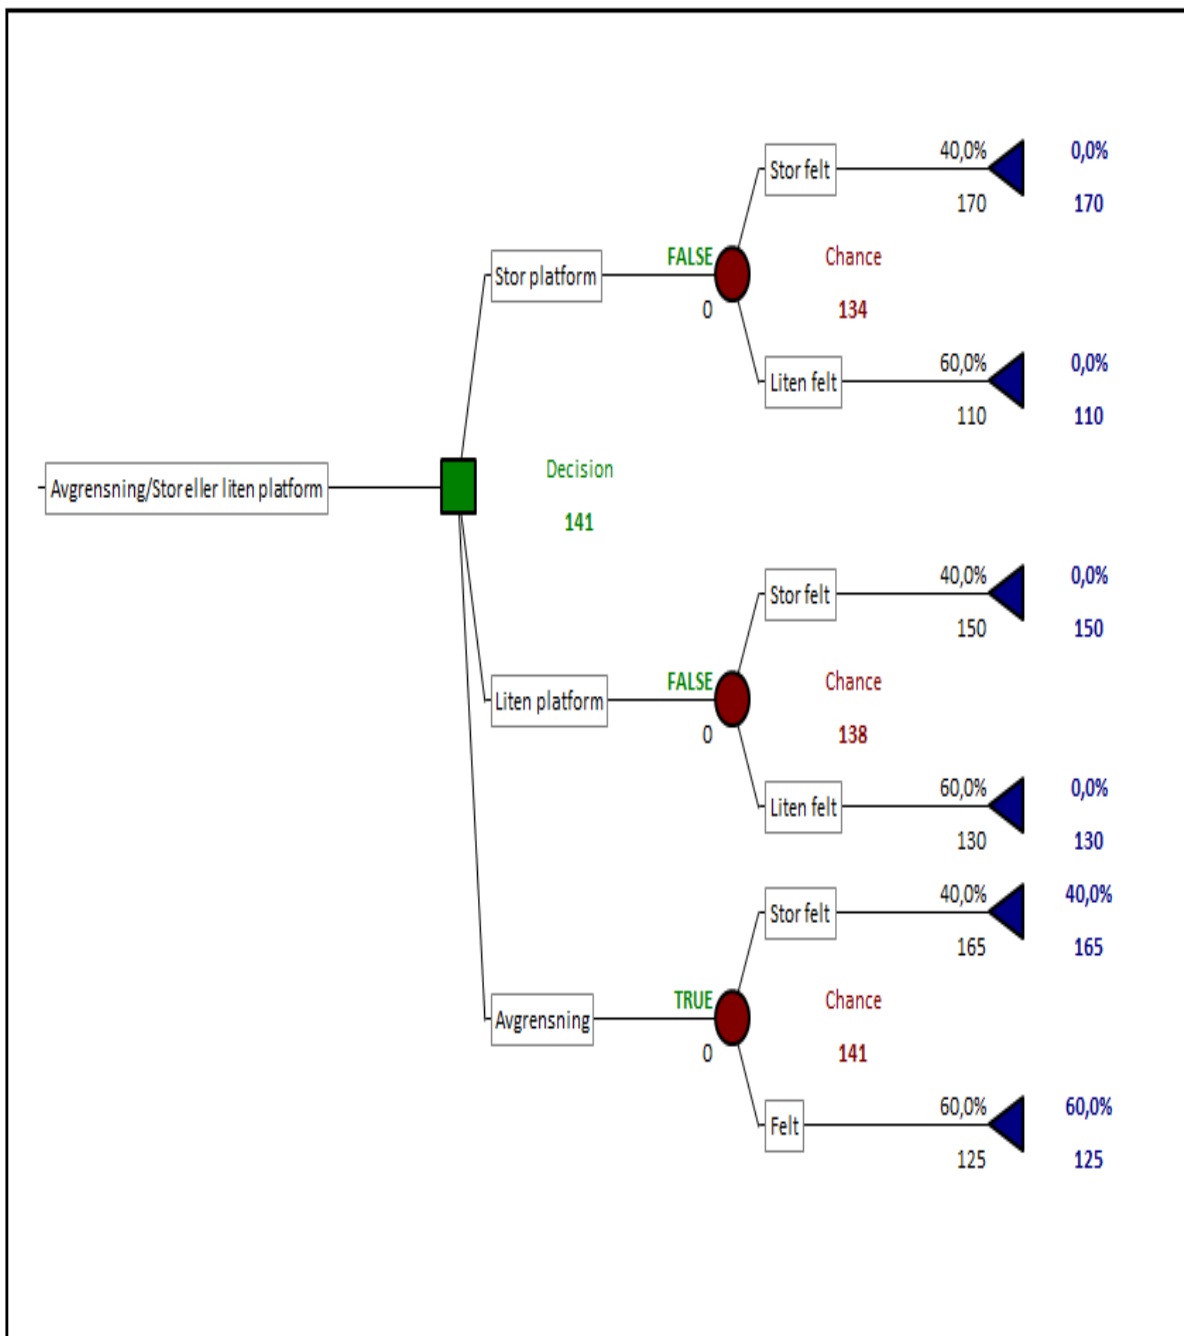 40,0%
0,0%
Stor felt
170
170
FALSE
Chance
Stor platform
0
134
60,0%
0,0%
Liten felt
110
110
Decision
Avgrensning/Stor eller liten platform
141
40,0%
0,0%
Stor felt
150
150
FALSE
Chance
Liten platform
0
138
60,0%
0,0%
Liten felt
130
130
40,0%
40,0%
Stor felt
165
165
TRUE
Chance
Avgrensning
0
141
60,0%
60,0%
Felt
125
125